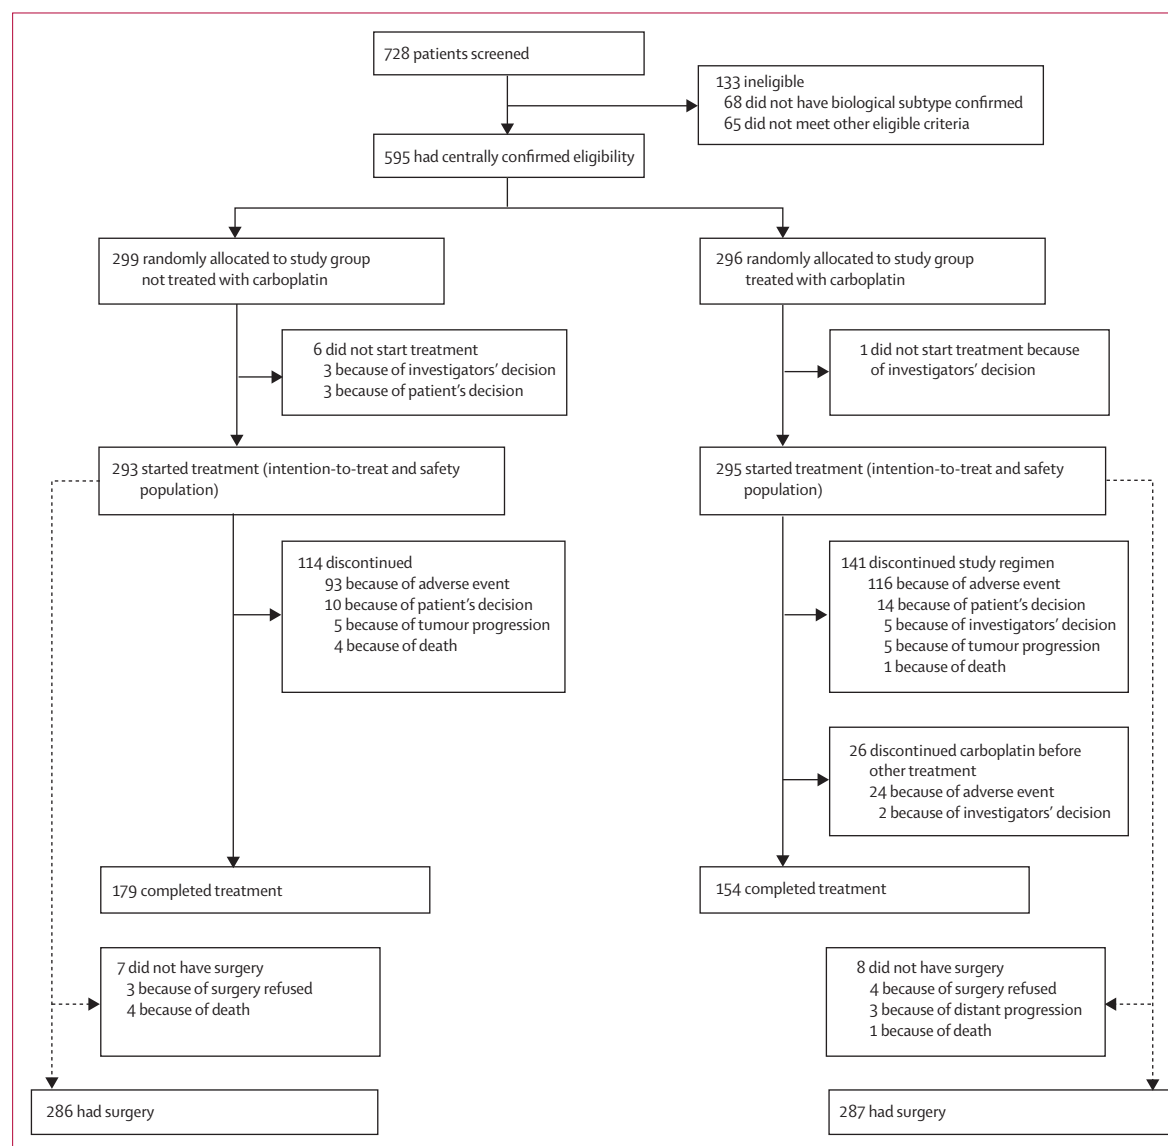 728 patients screened
133 ineligible
68 did not have biological subtype confirmed
65 did not meet other eligible criteria
595 had centrally confirmed eligibility
299 randomly allocated to study group
not treated with carboplatin
296 randomly allocated to study group
treated with carboplatin
6 did not start treatment
3 because of investigators’ decision
3 because of patient’s decision
1 did not start treatment because
of investigators’ decision
293 started treatment (intention-to-treat and safety
population)
295 started treatment (intention-to-treat and safety
population)
114 discontinued
93 because of adverse event
10 because of patient’s decision
5 because of tumour progression
4 because of death
141 discontinued study regimen
116 because of adverse event
14 because of patient’s decision
5 because of investigators’ decision
5 because of tumour progression
1 because of death
26 discontinued carboplatin before
other treatment
24 because of adverse event
2 because of investigators’ decision
179 completed treatment
154 completed treatment
7 did not have surgery
3 because of surgery refused
4 because of death
8 did not have surgery
4 because of surgery refused
3 because of distant progression
1 because of death
286 had surgery
287 had surgery